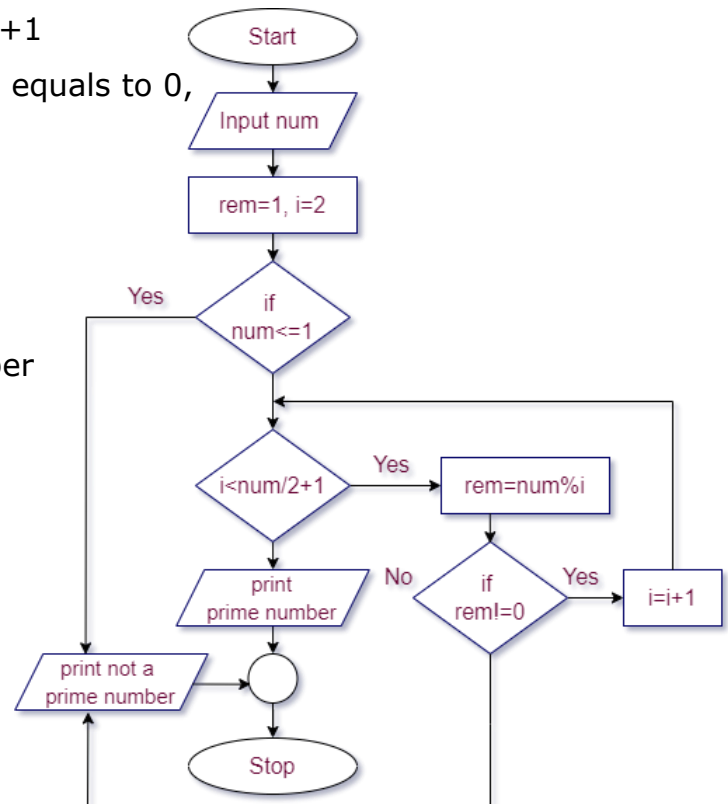 +1
equals to 0,
per
Start
Input num
rem=1, i=2
if
num<=1
Yes
i<num/2+1
Yes
rem=num%i
print
prime number
No
if
rem!=0
Yes
i=i+1
print not a
prime number
Stop